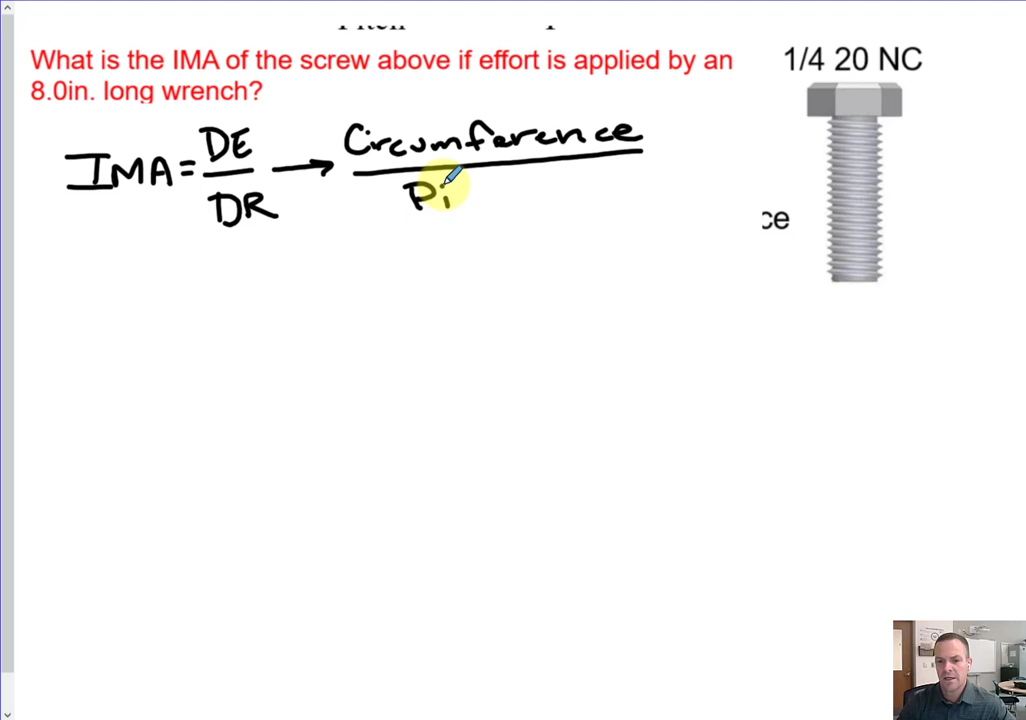 What is the IMA of the screw above if effort is applied by an
8.0in. long wrench?
1/4 20 NC
IMA = DE / DR → Circumference
Pi
ce